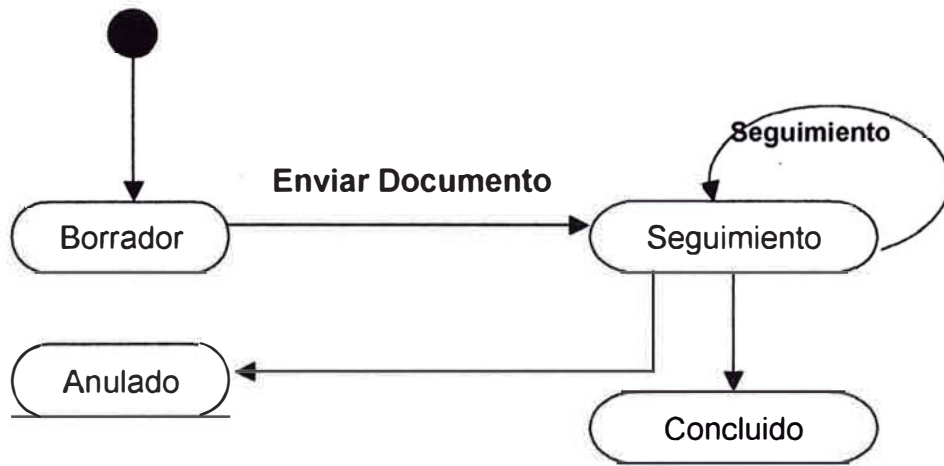 Seguimiento
Enviar Documento
Borrador
Seguimiento
Anulado
Concluido